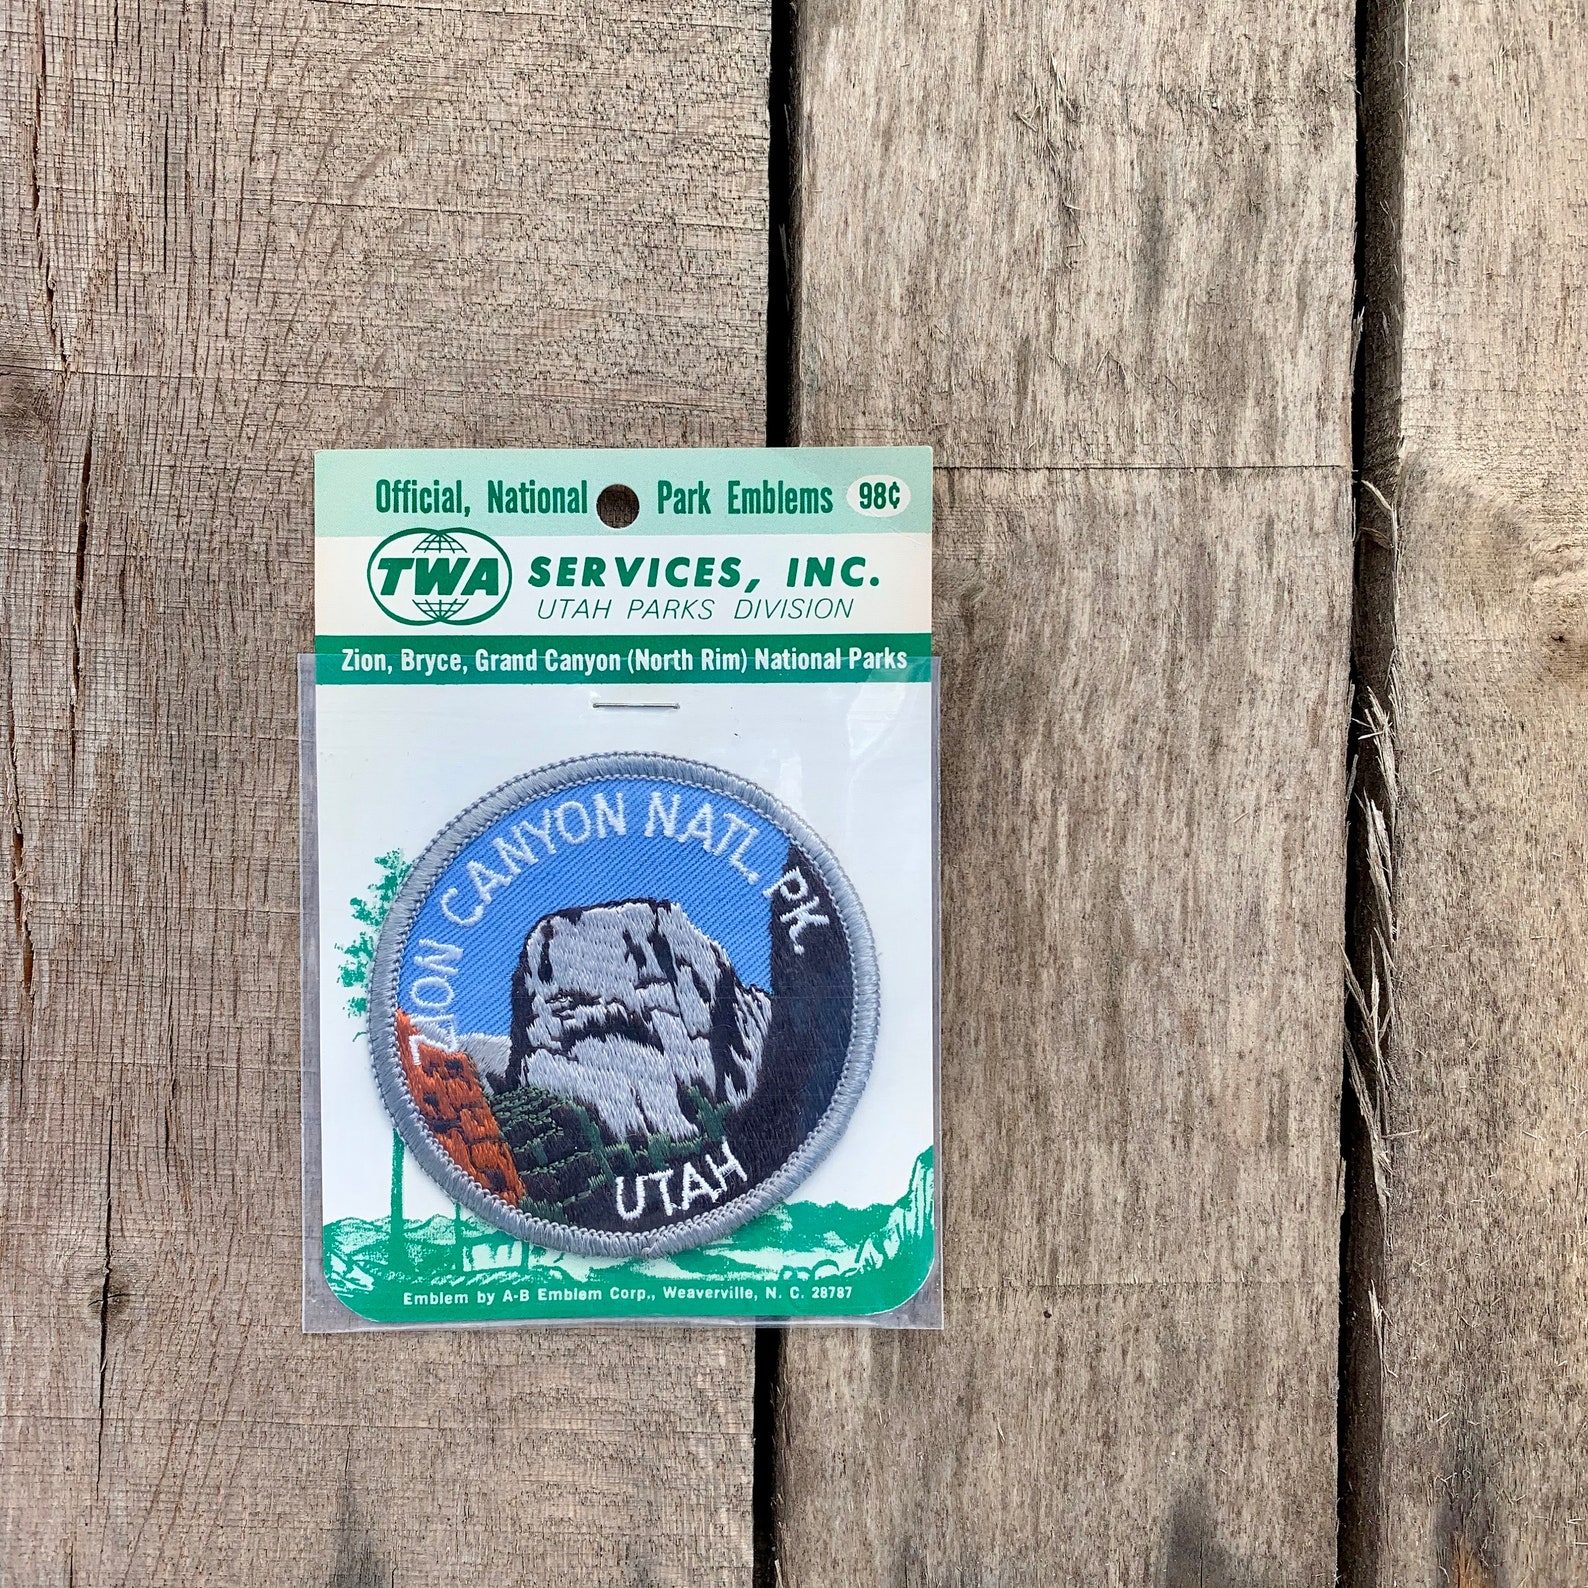 Official, National Park Emblems 98¢
TWA SERVICES, INC.
UTAH PARKS DIVISION
Zion, Bryce, Grand Canyon (North Rim) National Parks
ZION CANYON NATL. PK.
UTAH
Emblem by A-B Emblem Corp., Weaverville, N. C. 28787